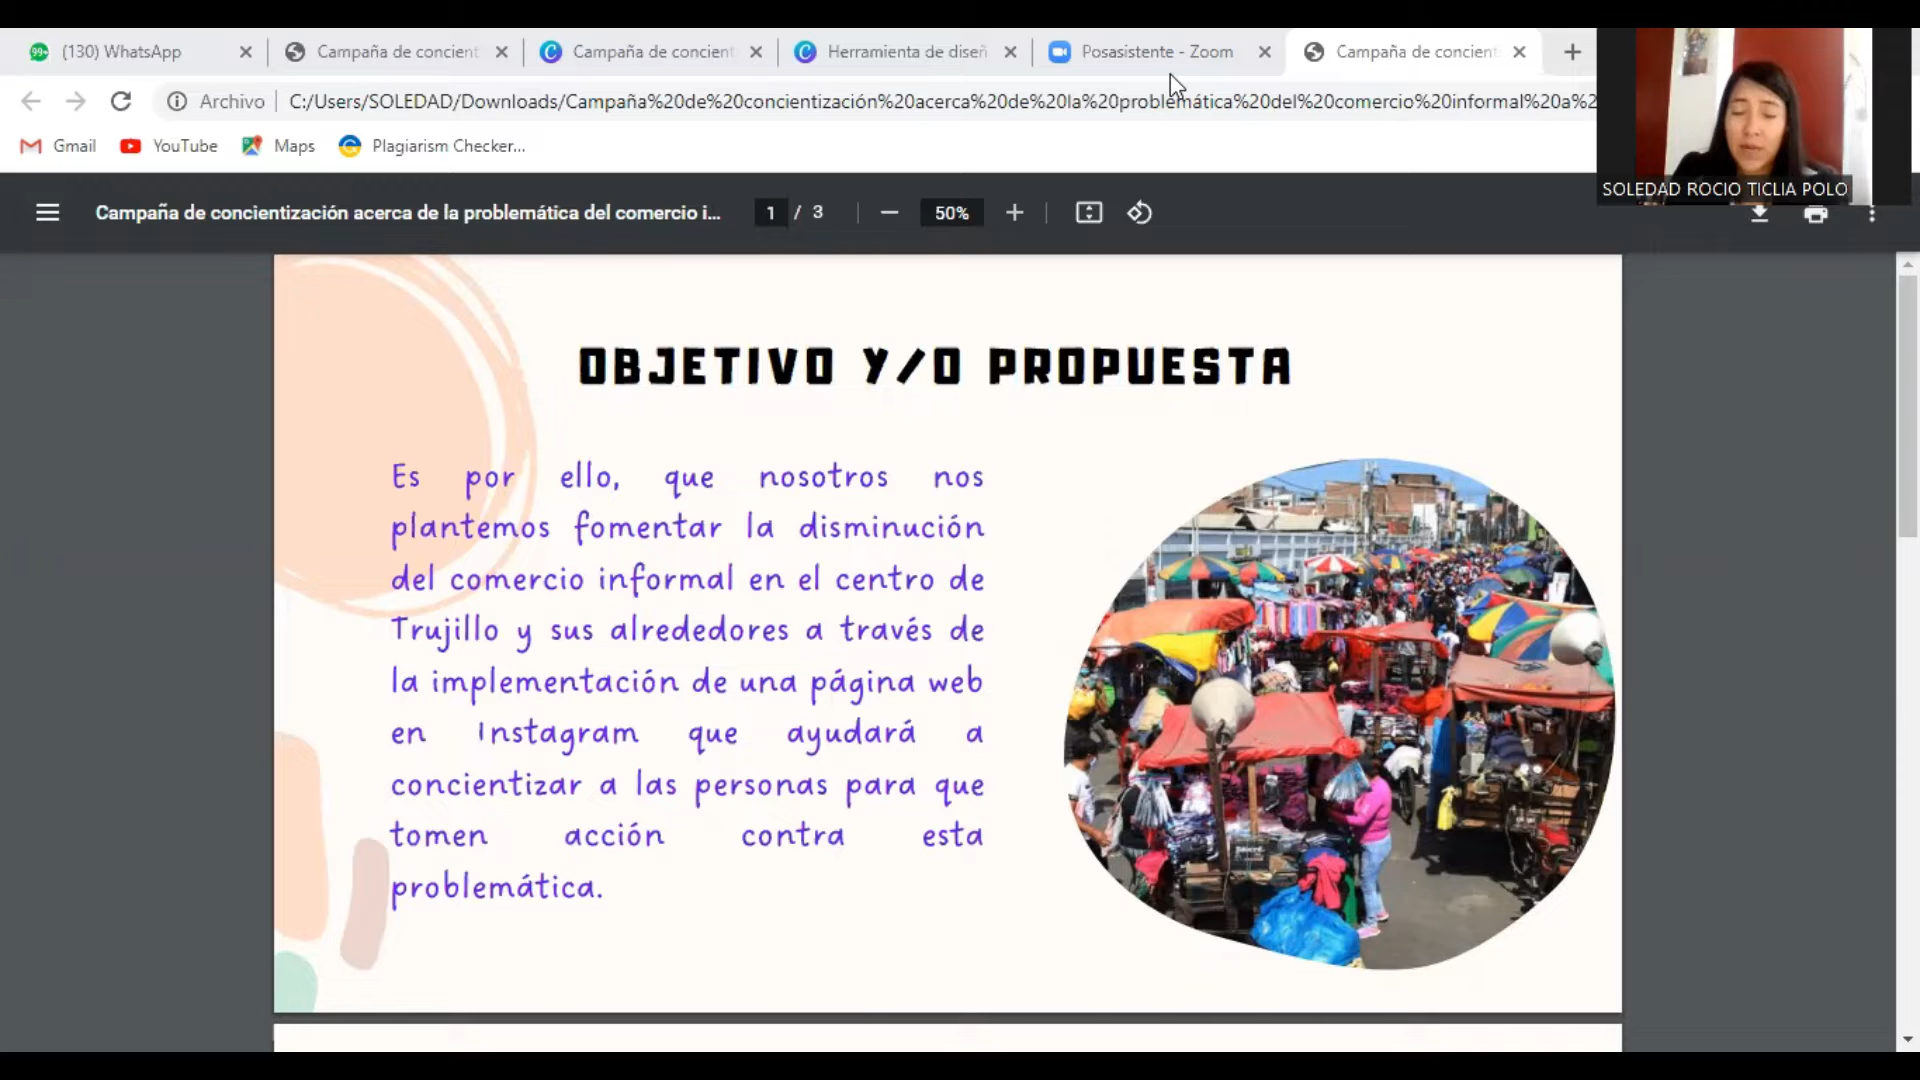 (130) WhatsApp
Campaña de concient
Campaña de concient
Herramienta de diseñ
Posasistente - Zoom
Campaña de concient
Archivo
C:/Users/SOLEDAD/Downloads/Campaña%20de%20concientización%20acerca%20de%20la%20problemática%20del%20comercio%20informal%20a%2
Gmail
YouTube
Maps
Plagiarism Checker...
SOLEDAD ROCIO TICLIA POLO
Campaña de concientización acerca de la problemática del comercio i...
1 / 3
50%
OBJETIVO Y/O PROPUESTA
Es por ello, que nosotros nos
plantemos fomentar la disminución
del comercio informal en el centro de
Trujillo y sus alrededores a través de
la implementación de una página web
en Instagram que ayudará a
concientizar a las personas para que
tomen acción contra esta
problemática.